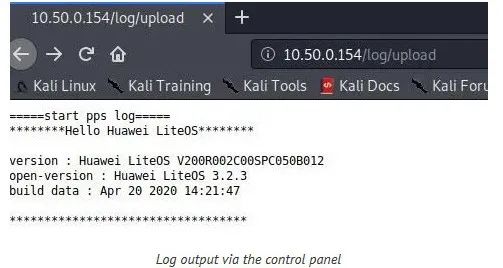 10.50.0.154/log/upload
10.50.0.154/log/upload
Kali Linux Kali Training Kali Tools Kali Docs Kali Foru
=====start pps log=====
********Hello Huawei LiteOS********
version : Huawei LiteOS V200R002C00SPC050B012
open-version : Huawei LiteOS 3.2.3
build data : Apr 20 2020 14:21:47
**********************************
Log output via the control panel